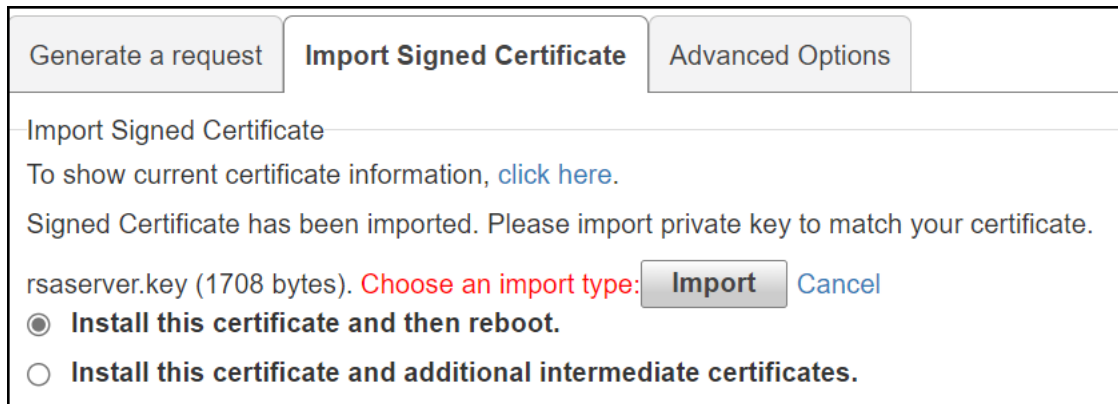 Generate a request Import Signed Certificate Advanced Options
Import Signed Certificate
To show current certificate information, click here.
Signed Certificate has been imported. Please import private key to match your certificate.
rsaserver.key (1708 bytes). Choose an import type: Import Cancel
Install this certificate and then reboot.
Install this certificate and additional intermediate certificates.